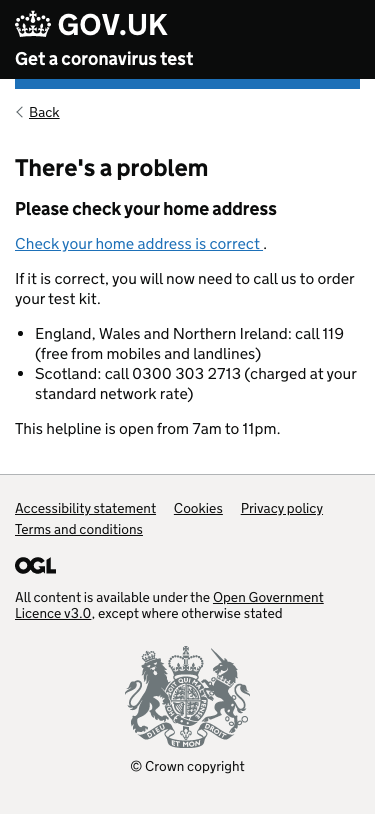 GOV.UK
Get a coronavirus test
Back
There's a problem
Please check your home address
Check your home address is correct .
If it is correct, you will now need to call us to order
your test kit.
England, Wales and Northern Ireland: call 119
(free from mobiles and landlines)
Scotland: call 0300 303 2713 (charged at your
standard network rate)
This helpline is open from 7am to 11pm.
Accessibility statement Cookies Privacy policy
Terms and conditions
OGL
All content is available under the Open Government
Licence v3.0, except where otherwise stated
DIEU ET MON DROIT
© Crown copyright